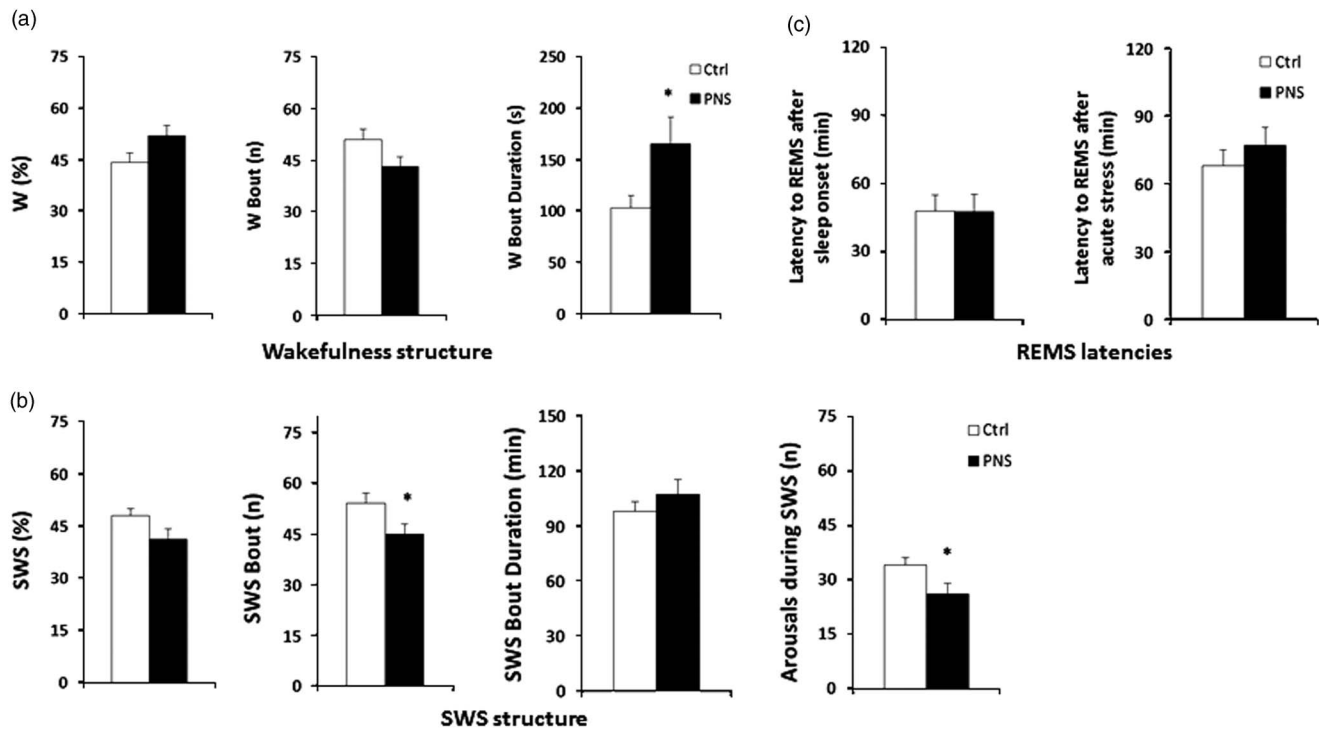 (a)
75
60
45
30
15
0
W (%)
75
60
45
30
15
0
W Bout (n)
250
200
150
100
50
0
W Bout Duration (s)
Ctrl
PNS
*
Wakefulness structure
(c)
120
90
60
30
0
Latency to REMS after
sleep onset (min)
120
90
60
30
0
Latency to REMS after
acute stress (min)
Ctrl
PNS
REMS latencies
(b)
75
60
45
30
15
0
SWS (%)
75
60
45
30
15
0
SWS Bout (n)
*
150
120
90
60
30
0
SWS Bout Duration (min)
75
60
45
30
15
0
Arousals during SWS (n)
Ctrl
PNS
*
SWS structure